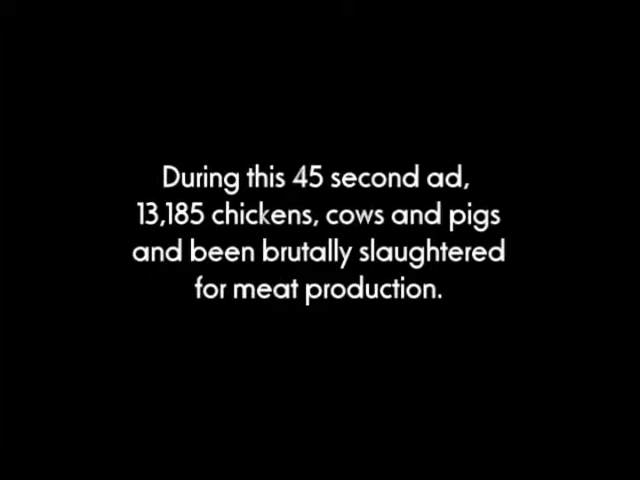 During this 45 second ad,
13,185 chickens, cows and pigs
and been brutally slaughtered
for meat production.